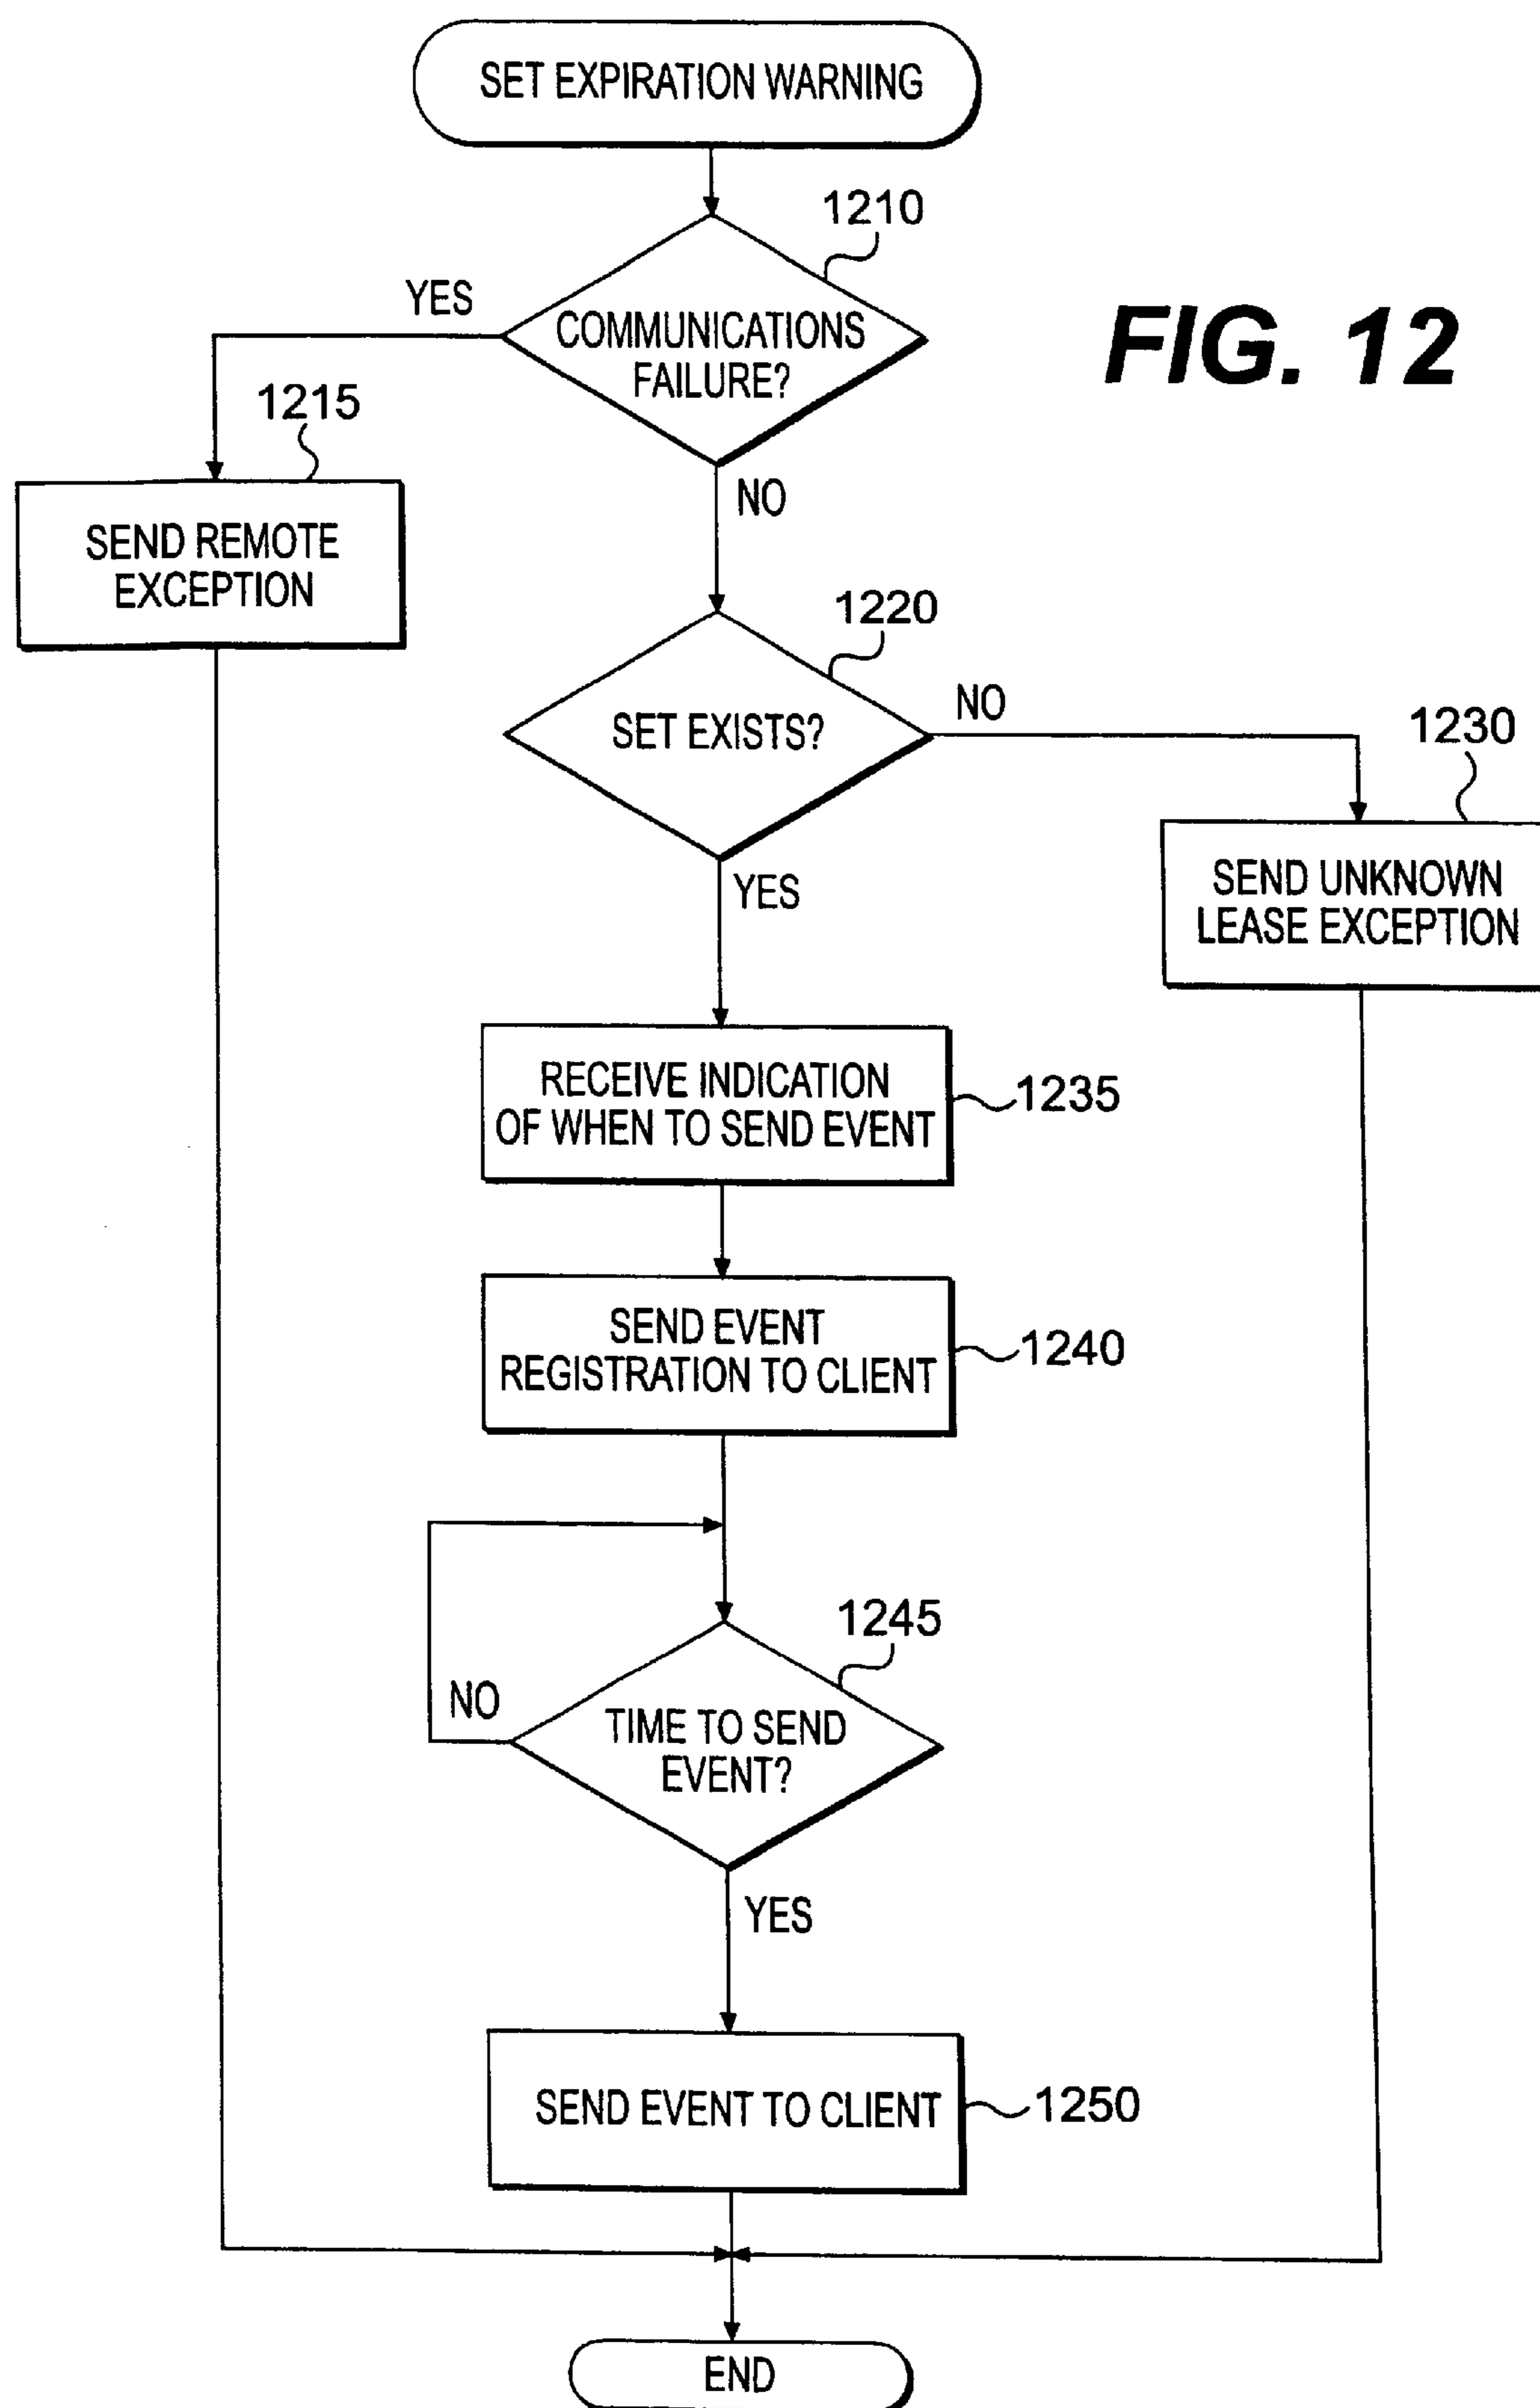 SET EXPIRATION WARNING
1210
YES
COMMUNICATIONS
FAILURE?
FIG. 12
1215
NO
SEND REMOTE
EXCEPTION
1220
SET EXISTS?
NO
1230
YES
SEND UNKNOWN
LEASE EXCEPTION
RECEIVE INDICATION
OF WHEN TO SEND EVENT
1235
SEND EVENT
REGISTRATION TO CLIENT
1240
1245
NO
TIME TO SEND
EVENT?
YES
SEND EVENT TO CLIENT
1250
END